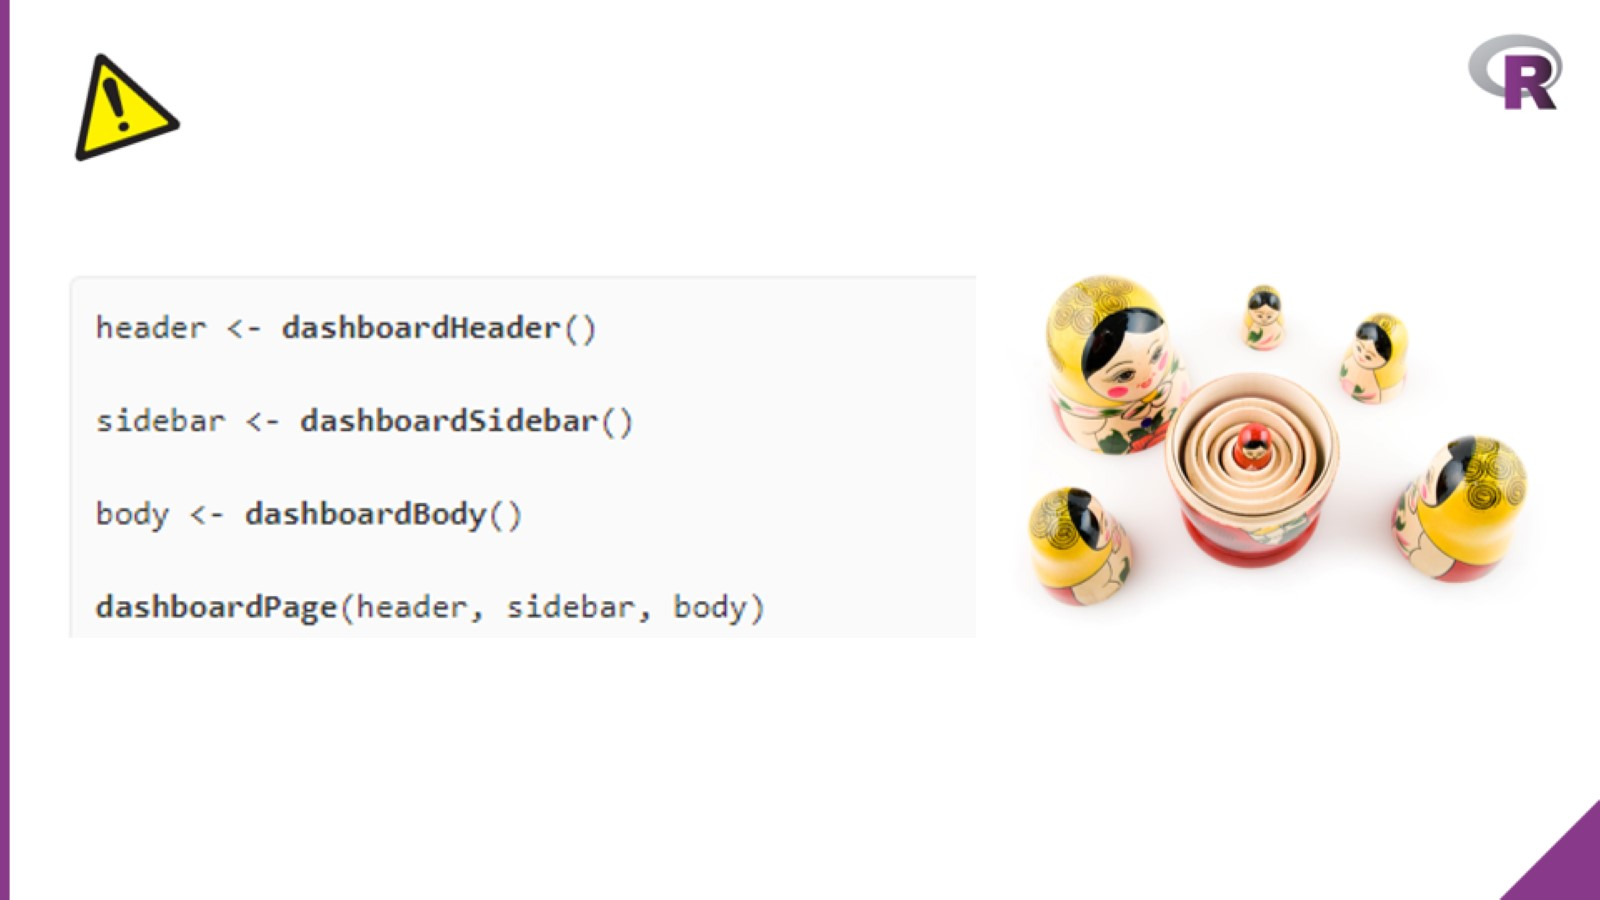 R
header <- dashboardHeader()
sidebar <- dashboardSidebar()
body <- dashboardBody()
dashboardPage(header, sidebar, body)